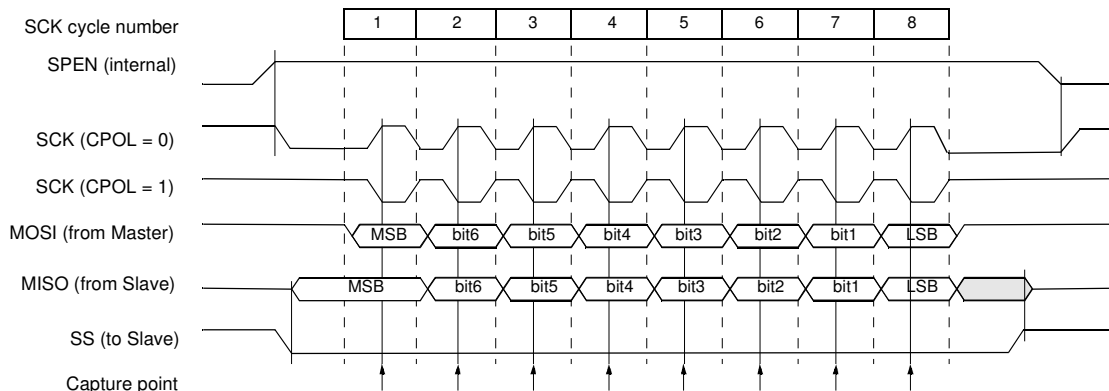 SCK cycle number 1 2 3 4 5 6 7 8
SPEN (internal)
SCK (CPOL = 0)
SCK (CPOL = 1)
MOSI (from Master) MSB bit6 bit5 bit4 bit3 bit2 bit1 LSB
MISO (from Slave) MSB bit6 bit5 bit4 bit3 bit2 bit1 LSB
SS (to Slave)
Capture point